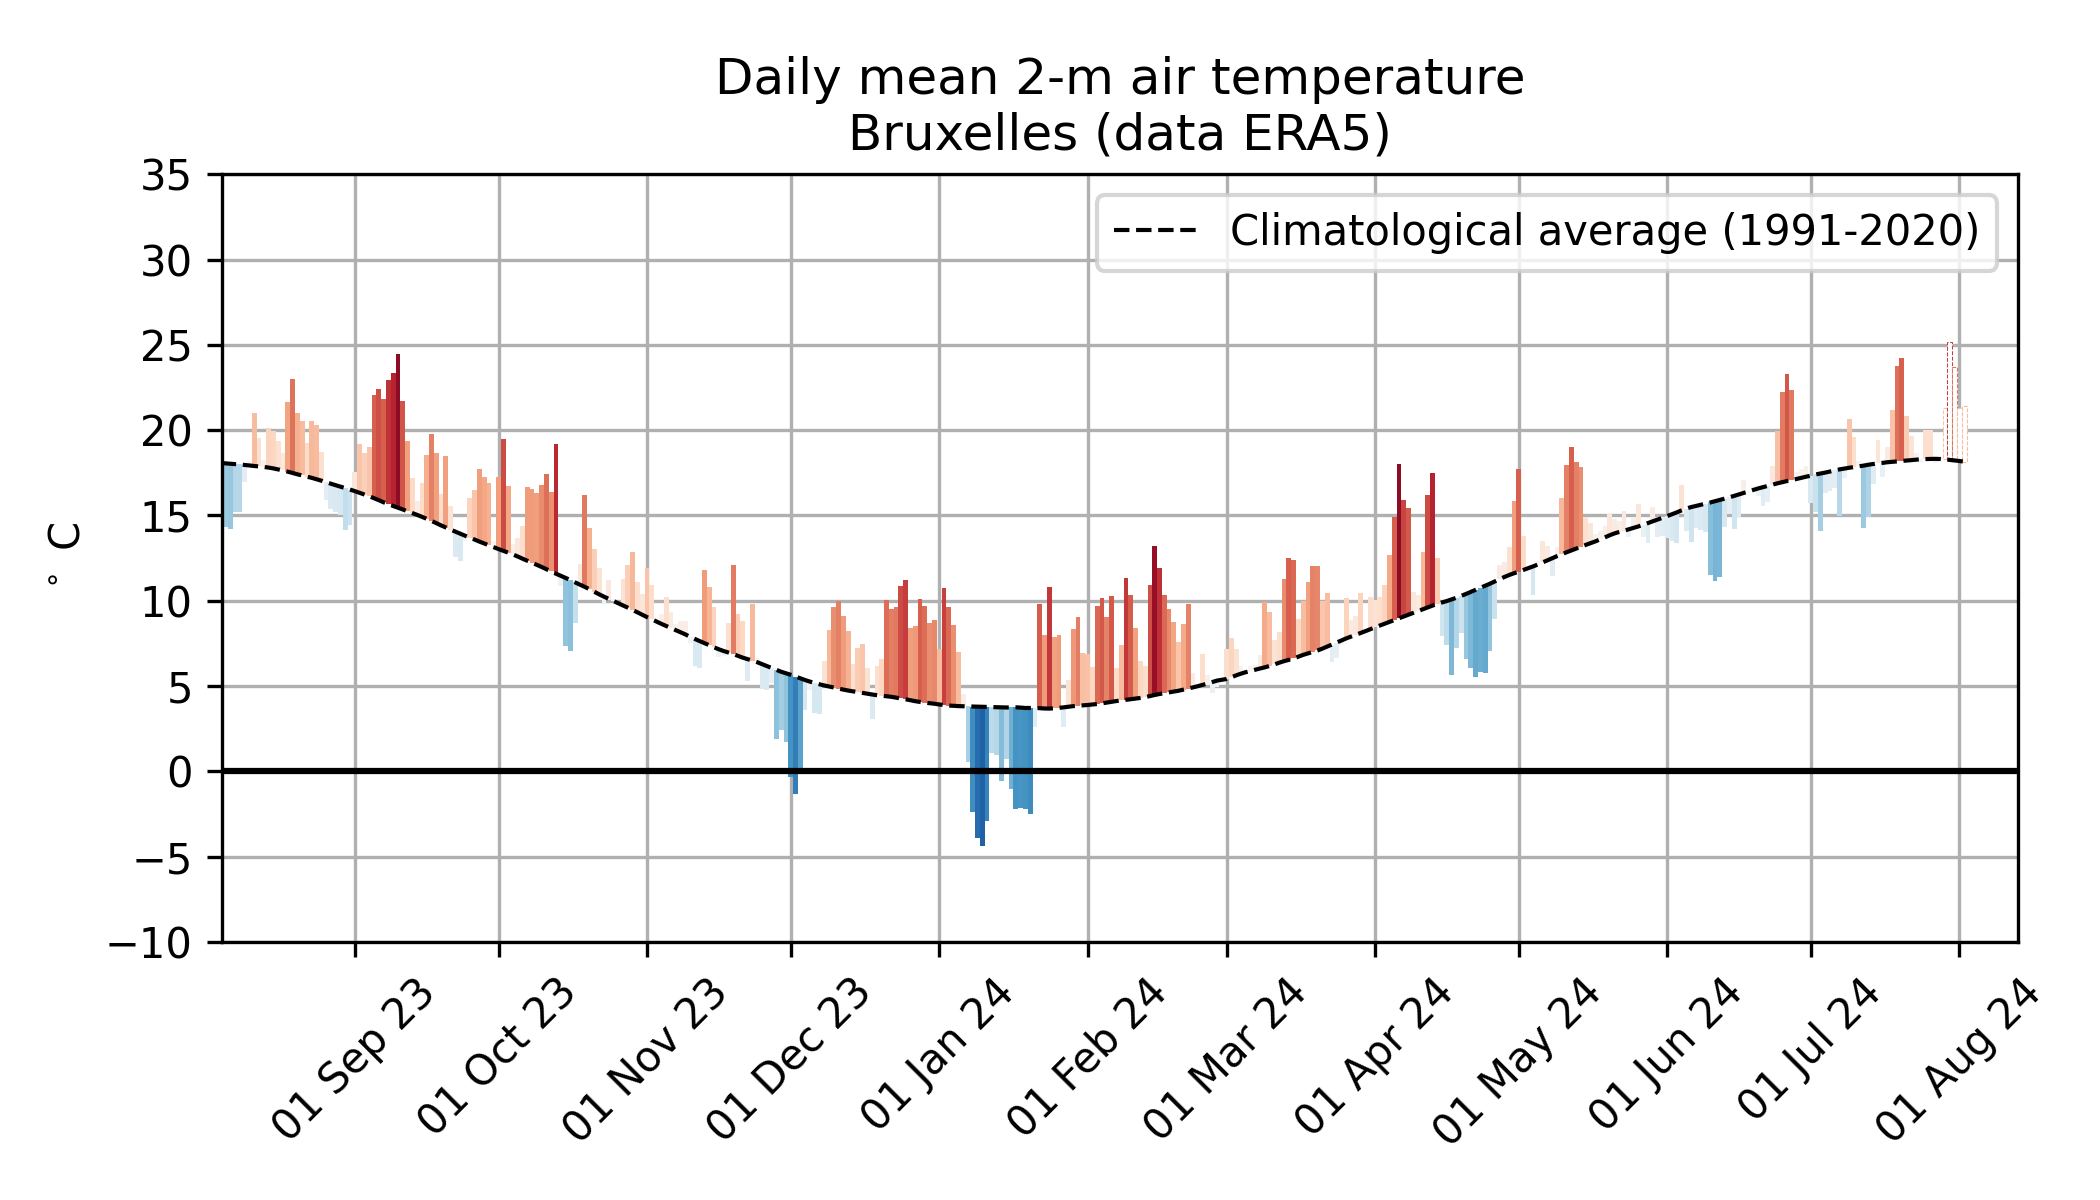 Daily mean 2-m air temperature
Bruxelles (data ERA5)
Climatological average (1991-2020)
35
30
25
20
15
10
5
0
−5
−10
° C
01 Sep 23
01 Oct 23
01 Nov 23
01 Dec 23
01 Jan 24
01 Feb 24
01 Mar 24
01 Apr 24
01 May 24
01 Jun 24
01 Jul 24
01 Aug 24